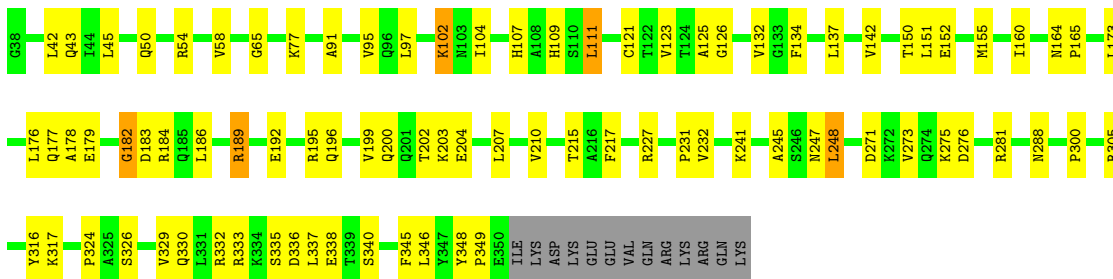 G38 L42 Q43 I44 L45 Q50 R54 V58 G65 K77 A91 V95 Q96 L97 K102 N103 I104 H107 A108 H109 S110 L111 C121 T122 V123 T124 A125 G126 V132 G133 F134 L137 V142 T150 L151 E152 M155 I160 N164 P165 L173
L176 Q177 A178 E179 G182 D183 R184 Q185 L186 R189 E192 R195 Q196 V199 Q200 Q201 T202 K203 E204 L207 V210 T215 A216 F217 R227 P231 V232 K241 A245 S246 N247 L248 D271 K272 V273 Q274 K275 D276 R281 N288 P300
Y316 K317 P324 A325 S326 V329 Q330 L331 R332 R333 K334 S335 D336 L337 E338 T339 S340 F345 L346 Y347 Y348 P349 E350 ILE LYS ASP LYS GLU GLU VAL GLN ARG LYS ARG GLN LYS